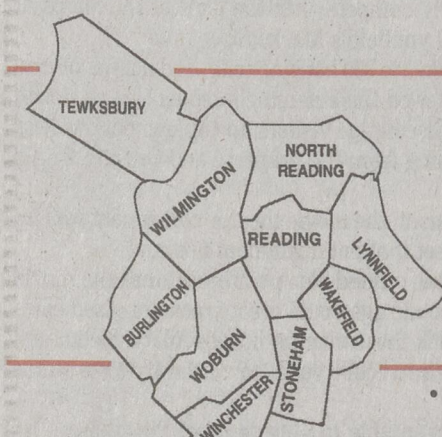 TEWKSBURY
NORTH
READING
WILMINGTON
READING
LYNNFIELD
BURLINGTON
WAKEFIELD
WOBURN
STONEHAM
WINCHESTER